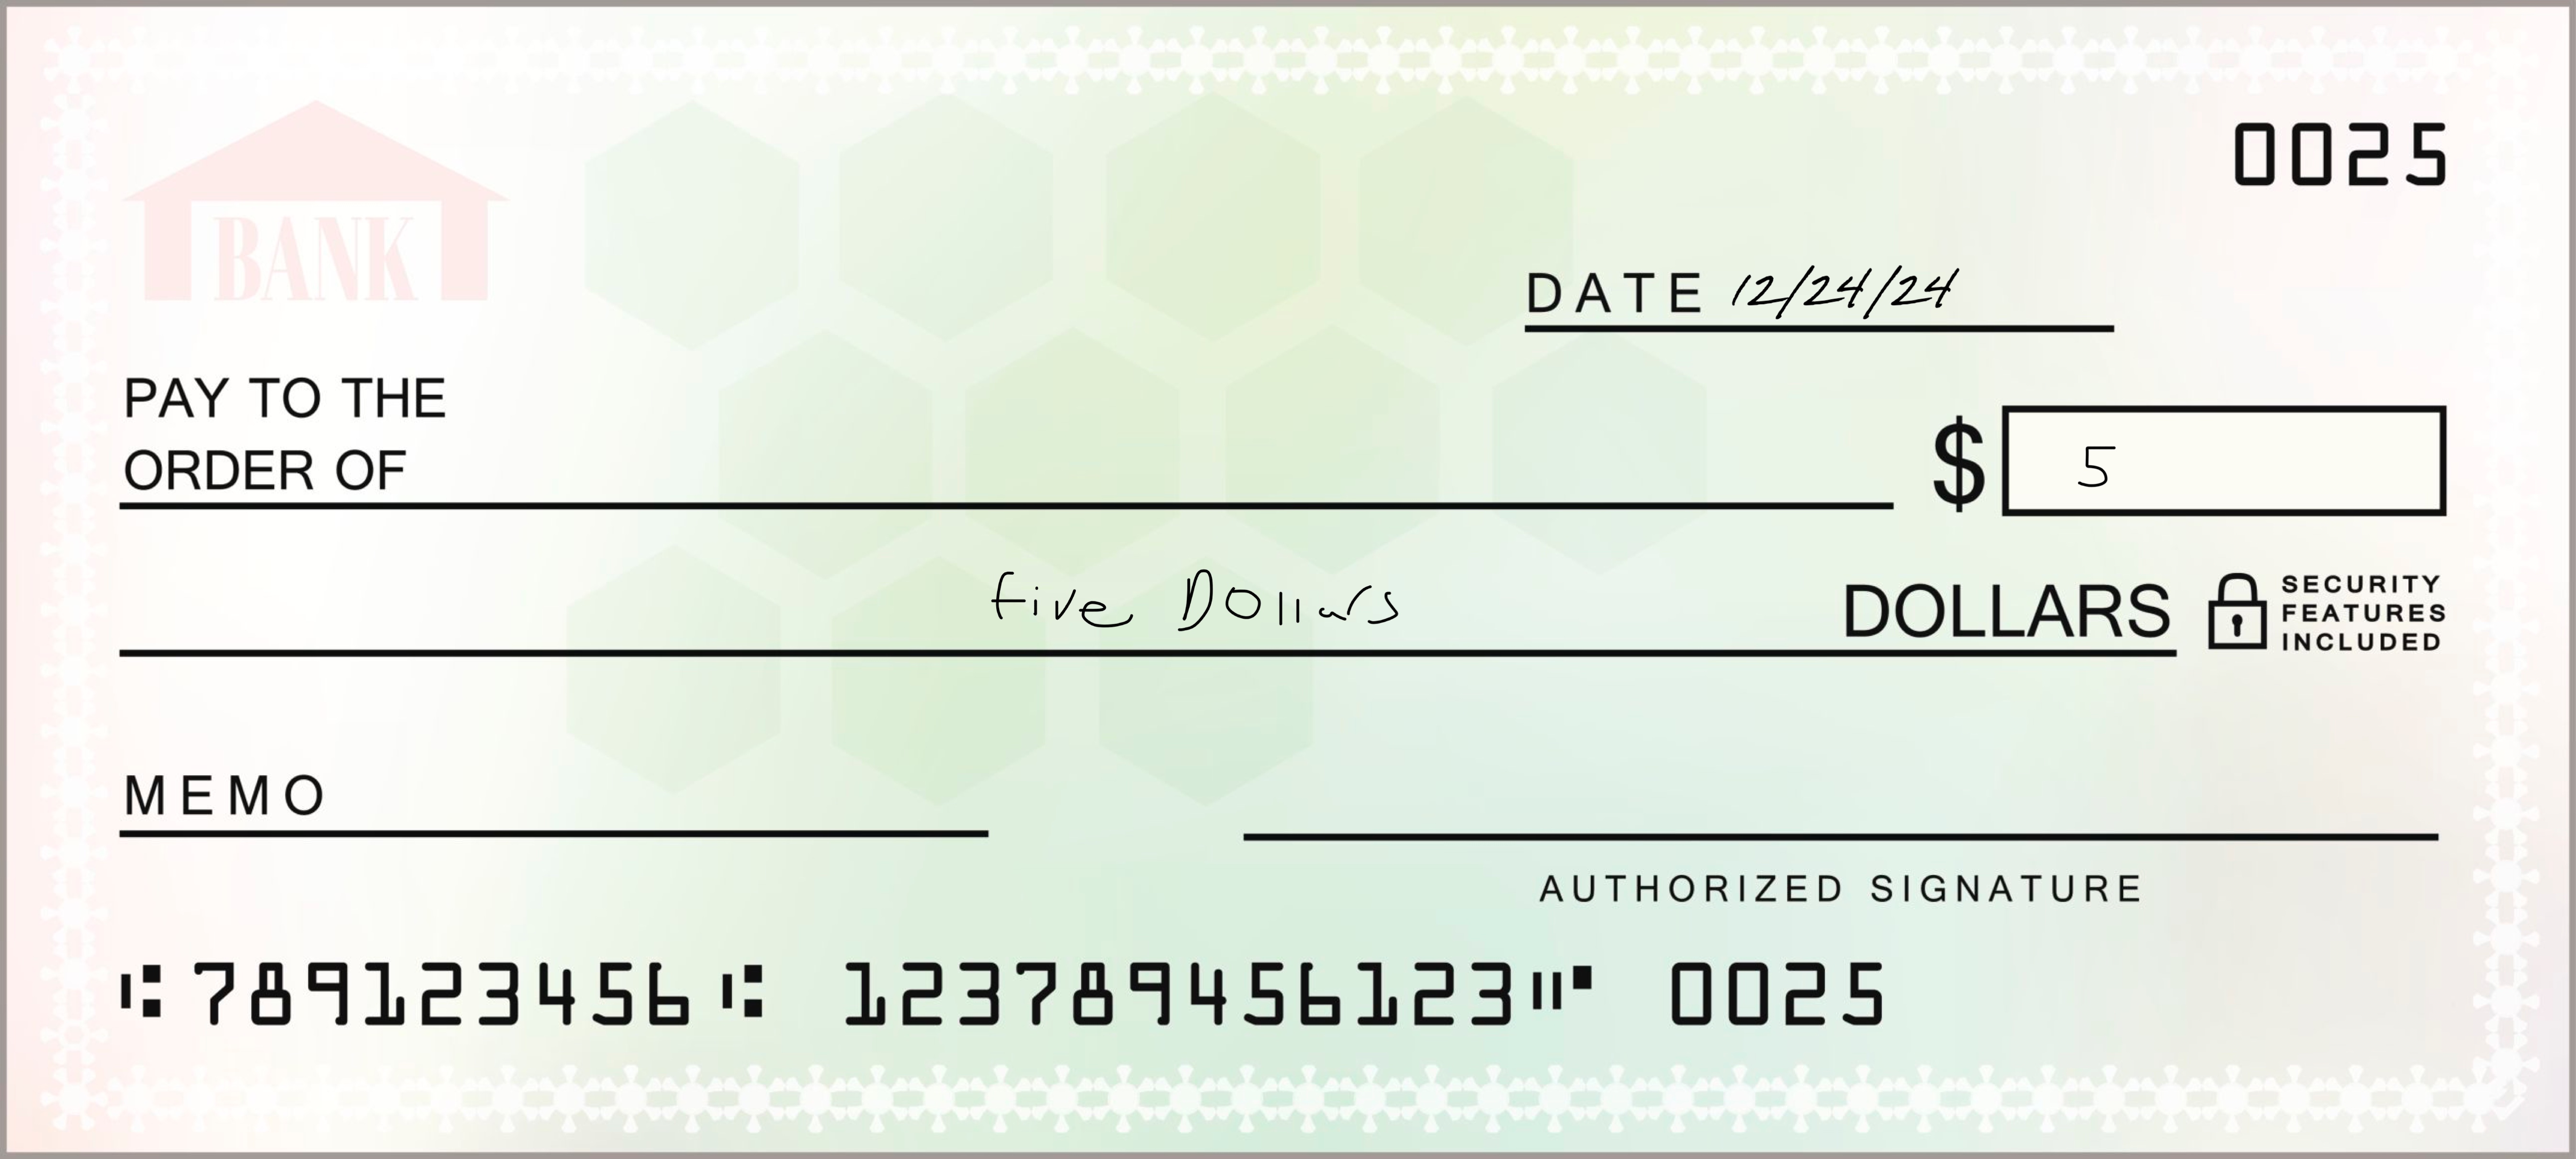 BANK
0025
DATE 12/24/24
PAY TO THE
ORDER OF
$ 5
five Dollars DOLLARS
SECURITY
FEATURES
INCLUDED
MEMO
AUTHORIZED SIGNATURE
⑆789123456⑆ 123789456123⑈ 0025